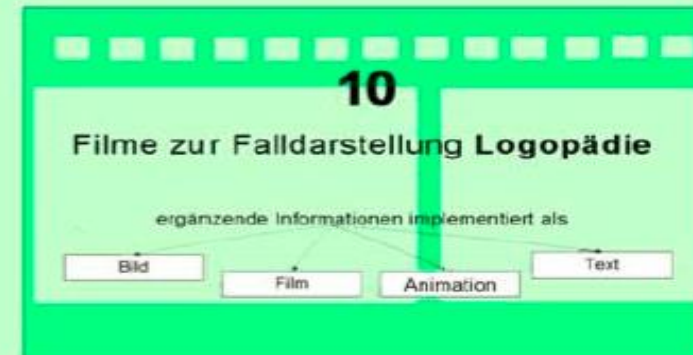 10
Filme zur Falldarstellung Logopädie
ergänzende Informationen implementiert als
Bild
Film
Animation
Text